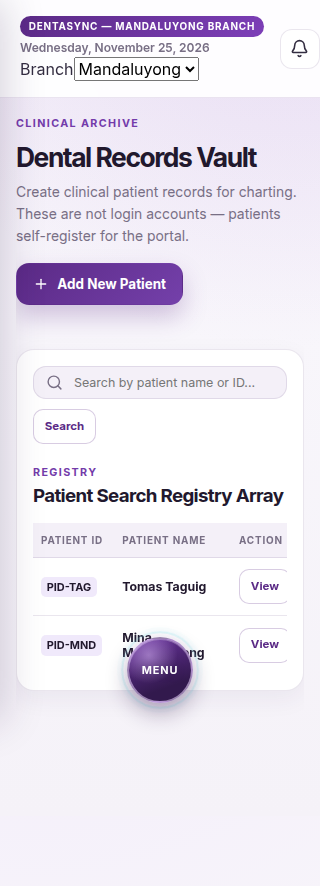 DENTASYNC — MANDALUYONG BRANCH
Wednesday, November 25, 2026
Branch Mandaluyong
CLINICAL ARCHIVE
Dental Records Vault
Create clinical patient records for charting.
These are not login accounts — patients
self-register for the portal.
+ Add New Patient
Search by patient name or ID...
Search
REGISTRY
Patient Search Registry Array
PATIENT ID PATIENT NAME ACTION
PID-TAG Tomas Taguig View
PID-MND Mina View
MENU